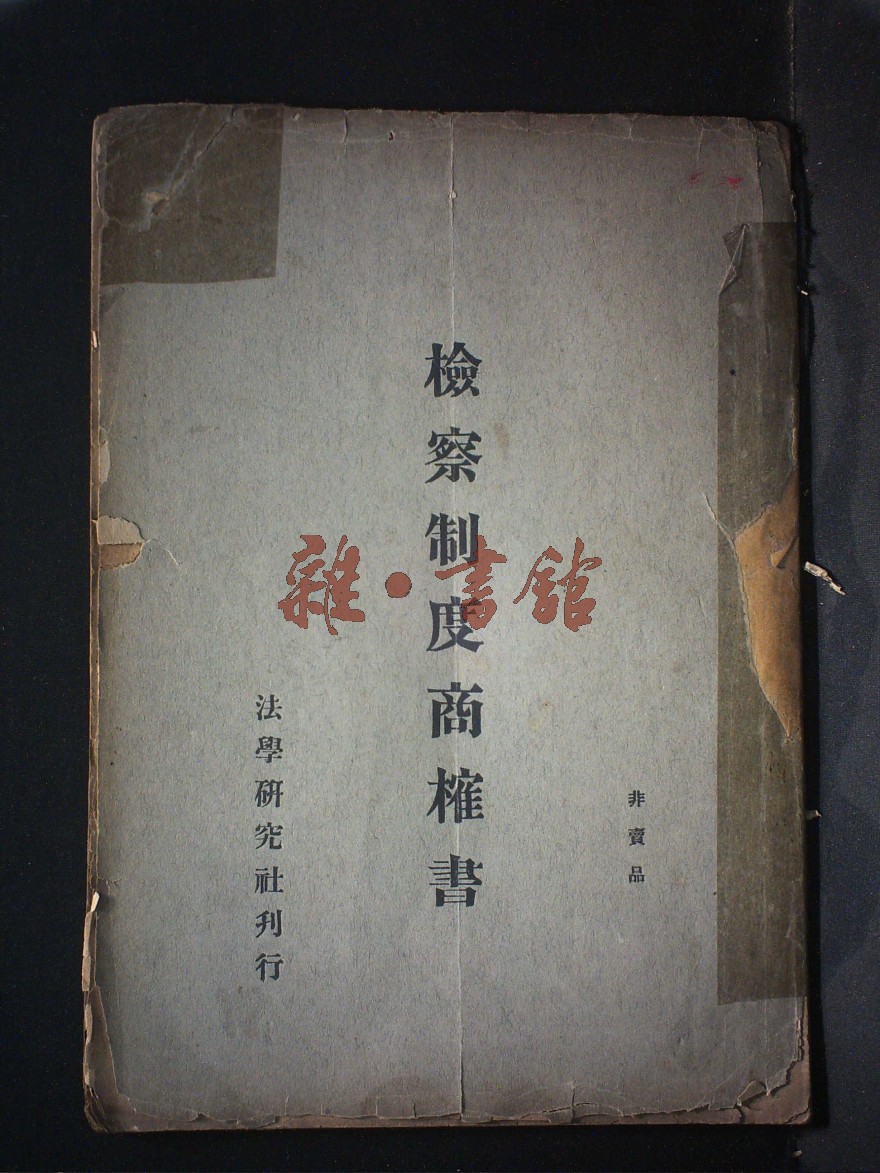 非賣品
檢察制度商榷書
法學研究社刋行
雜·書館